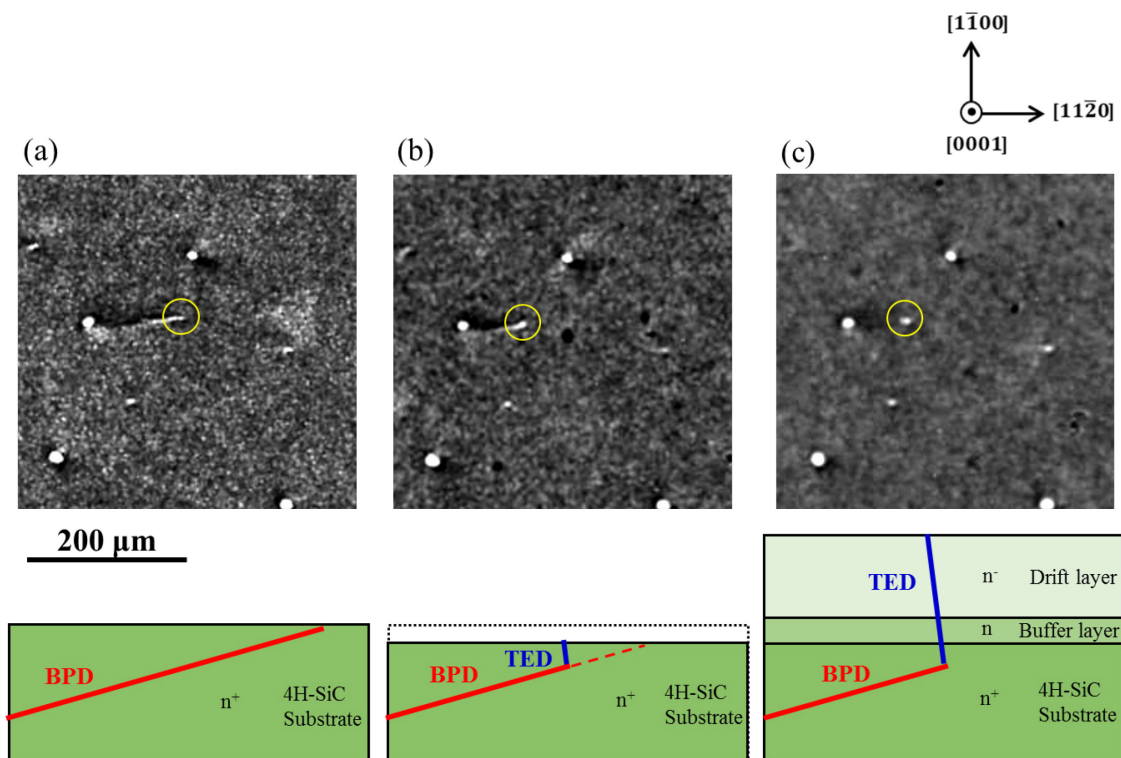 [11̅00]
[112̅0]
[0001]
(a)
(b)
(c)
200 μm
BPD
n+
4H-SiC
Substrate
TED
BPD
n+
4H-SiC
Substrate
TED
n-
Drift layer
n
Buffer layer
BPD
n+
4H-SiC
Substrate